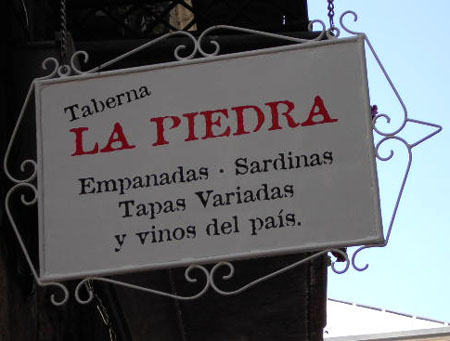 Taberna
LA PIEDRA
Empanadas · Sardinas
Tapas Variadas
y vinos del país.